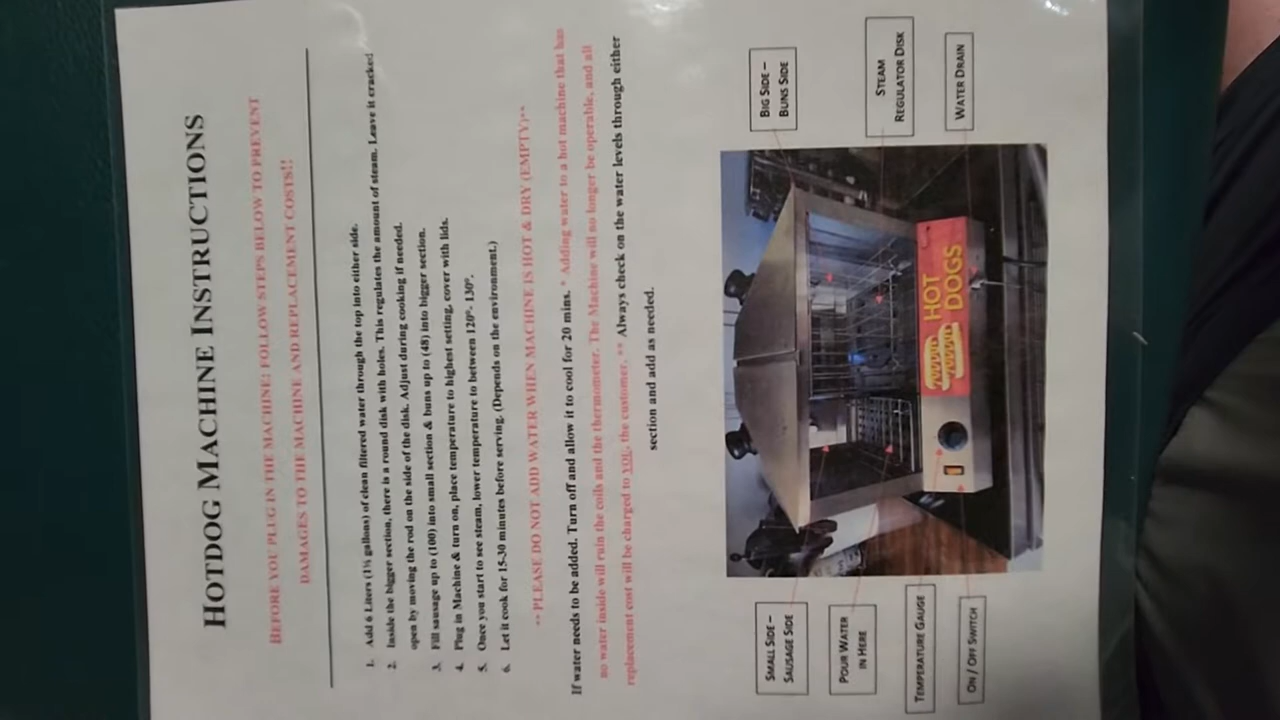 HOTDOG MACHINE INSTRUCTIONS
BEFORE YOU PLUG IN THE MACHINE! FOLLOW STEPS BELOW TO PREVENT
DAMAGES TO THE MACHINE AND REPLACEMENT COSTS!!
1. Add 6 Liters (1½ gallons) of clean filtered water through the top into either side.
2. Inside the bigger section, there is a round disk with holes. This regulates the amount of steam. Leave it cracked
open by moving the rod on the side of the disk. Adjust during cooking if needed.
3. Fill sausage up to (100) into small section & buns up to (48) into bigger section.
4. Plug in Machine & turn on, place temperature to highest setting, cover with lids.
5. Once you start to see steam, lower temperature to between 120°- 130°.
6. Let it cook for 15-30 minutes before serving. (Depends on the environment.)
** PLEASE DO NOT ADD WATER WHEN MACHINE IS HOT & DRY (EMPTY)**
If water needs to be added. Turn off and allow it to cool for 20 mins. * Adding water to a hot machine that has
no water inside will ruin the coils and the thermometer. The Machine will no longer be operable, and all
replacement cost will be charged to YOU, the customer. ** Always check on the water levels through either
section and add as needed.
SMALL SIDE –
SAUSAGE SIDE
BIG SIDE –
BUNS SIDE
POUR WATER
IN HERE
STEAM
REGULATOR DISK
TEMPERATURE GAUGE
WATER DRAIN
ON / OFF SWITCH
HOT
DOGS